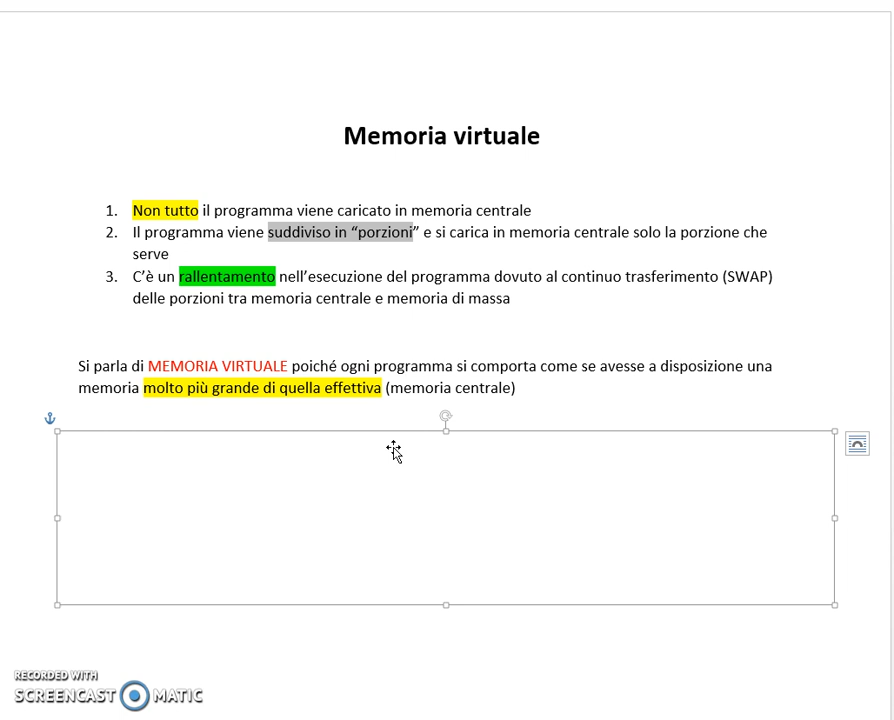 Memoria virtuale
1. Non tutto il programma viene caricato in memoria centrale
2. Il programma viene suddiviso in “porzioni” e si carica in memoria centrale solo la porzione che
serve
3. C’è un rallentamento nell’esecuzione del programma dovuto al continuo trasferimento (SWAP)
delle porzioni tra memoria centrale e memoria di massa
Si parla di MEMORIA VIRTUALE poiché ogni programma si comporta come se avesse a disposizione una
memoria molto più grande di quella effettiva (memoria centrale)
RECORDED WITH
SCREENCAST MATIC